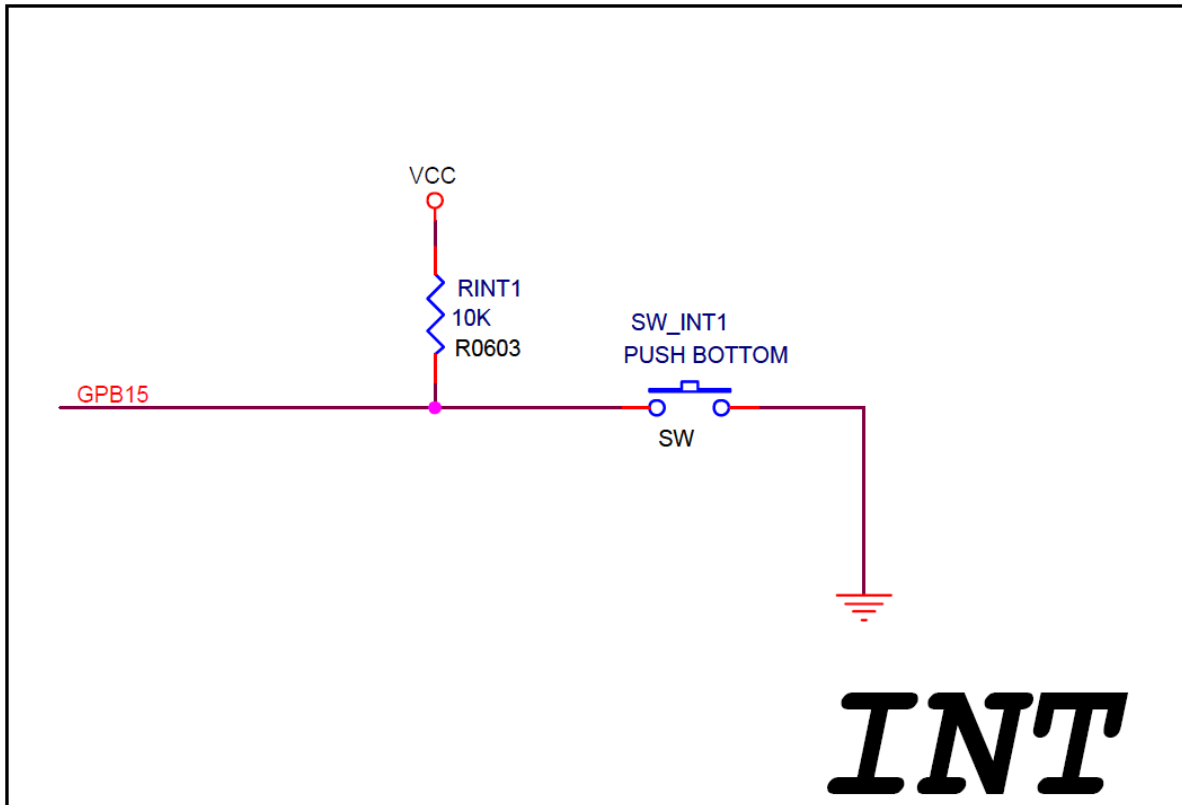 VCC
RINT1
10K
R0603
SW_INT1
PUSH BOTTOM
GPB15
SW
INT